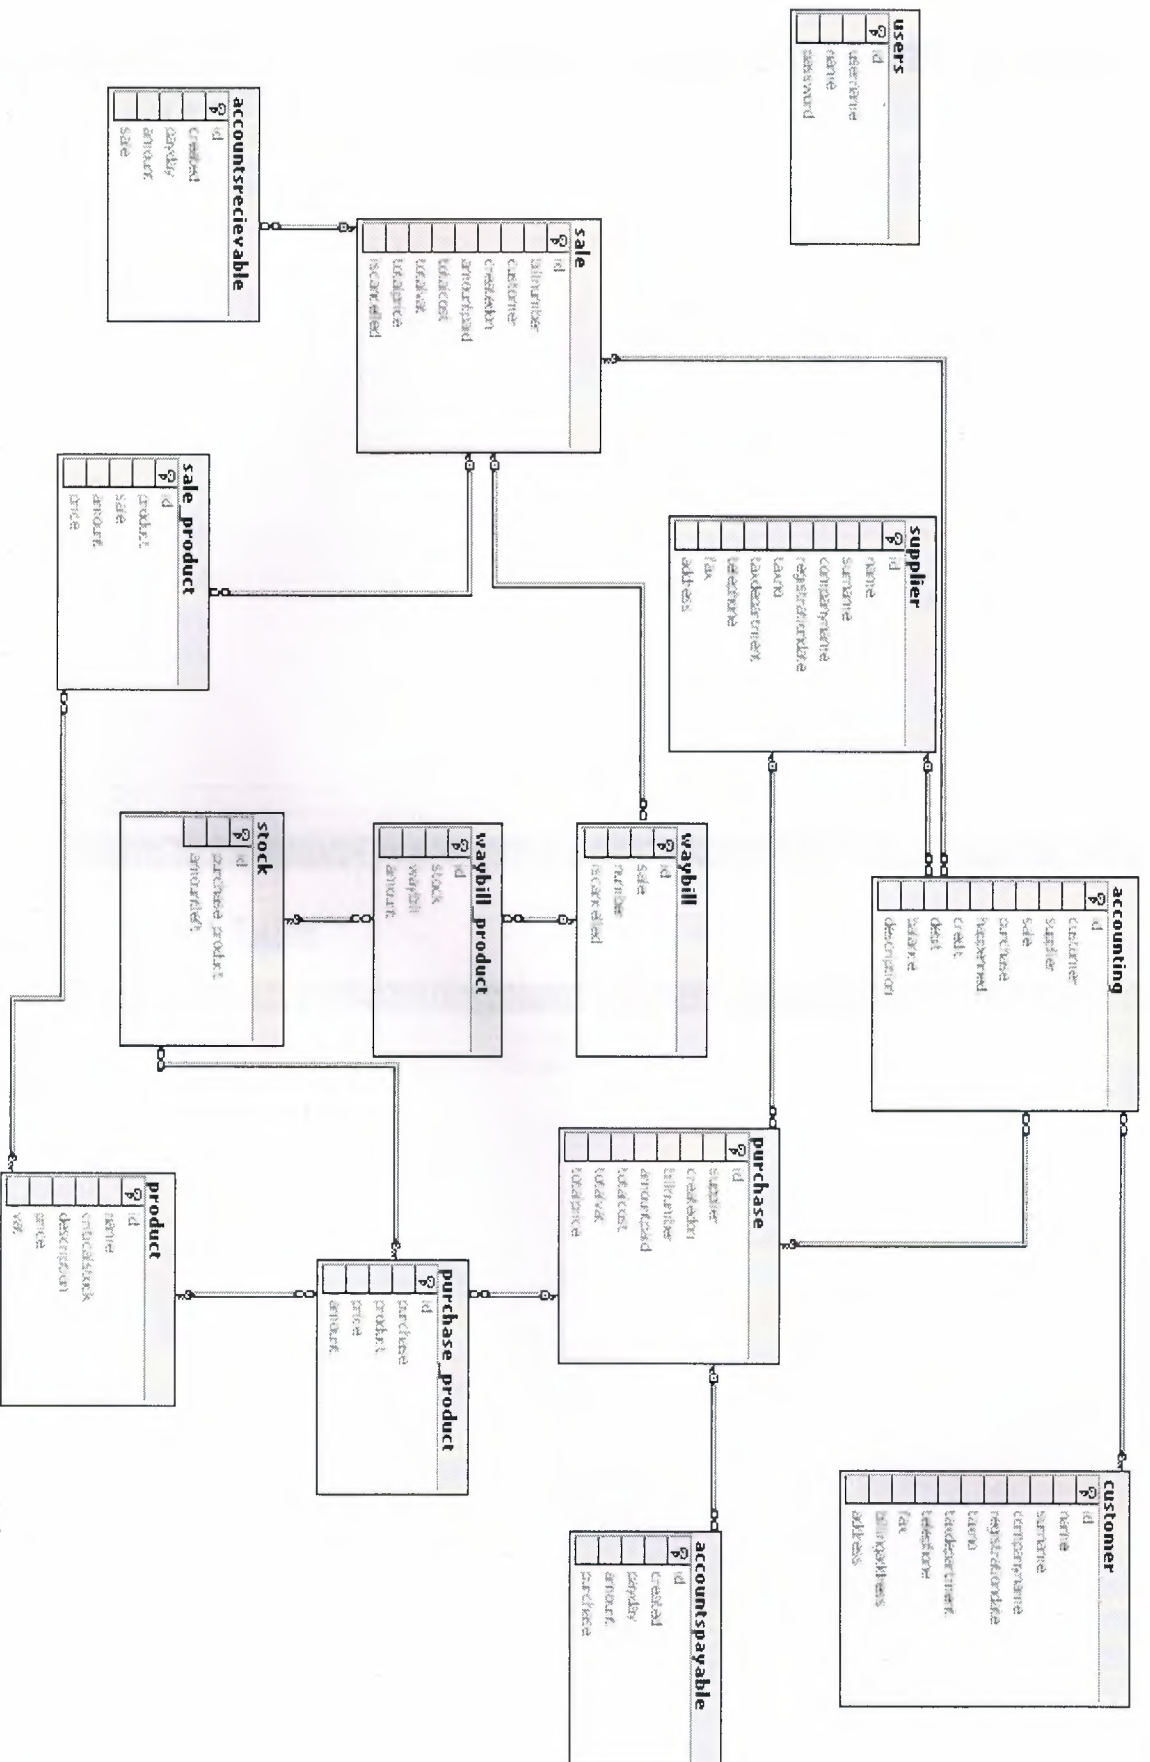 users
id
username
name
password
accountsrecievable
id
created
payday
amount
sale
sale
id
billnumber
customer
createdon
amountpaid
totalcost
totalvat
totalprice
iscancelled
sale_product
id
product
sale
amount
price
supplier
id
name
surname
companyname
registrationdate
taxno
taxdepartment
telephone
fax
address
stock
id
purchase_product
amountleft
waybill_product
id
stock
waybill
amount
waybill
id
sale
number
iscancelled
accounting
id
customer
supplier
sale
purchase
happenned
credit
debt
balance
description
product
id
name
criticalstock
description
price
vat
purchase_product
id
purchase
product
price
amount
purchase
id
supplier
createdon
billnumber
amountpaid
totalcost
totalvat
totalprice
accountspayable
id
created
payday
amount
purchase
customer
id
name
surname
companyname
registrationdate
taxno
taxdepartment
telephone
fax
billingaddress
address